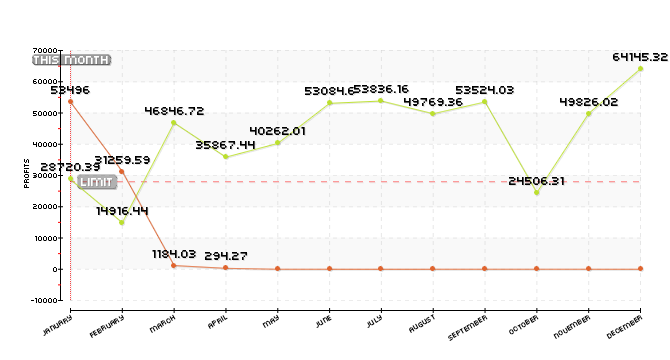 70000
THIS MONTH
64145.32
60000
53496
53084.6
53836.16
53524.03
50000
46846.72
49769.36
49826.02
40000
40262.01
35867.44
31259.59
30000
28720.39
LIMIT
24506.31
20000
14916.44
10000
1184.03
294.27
0
-10000
PROFITS
JANUARY
FEBRUARY
MARCH
APRIL
MAY
JUNE
JULY
AUGUST
SEPTEMBER
OCTOBER
NOVEMBER
DECEMBER